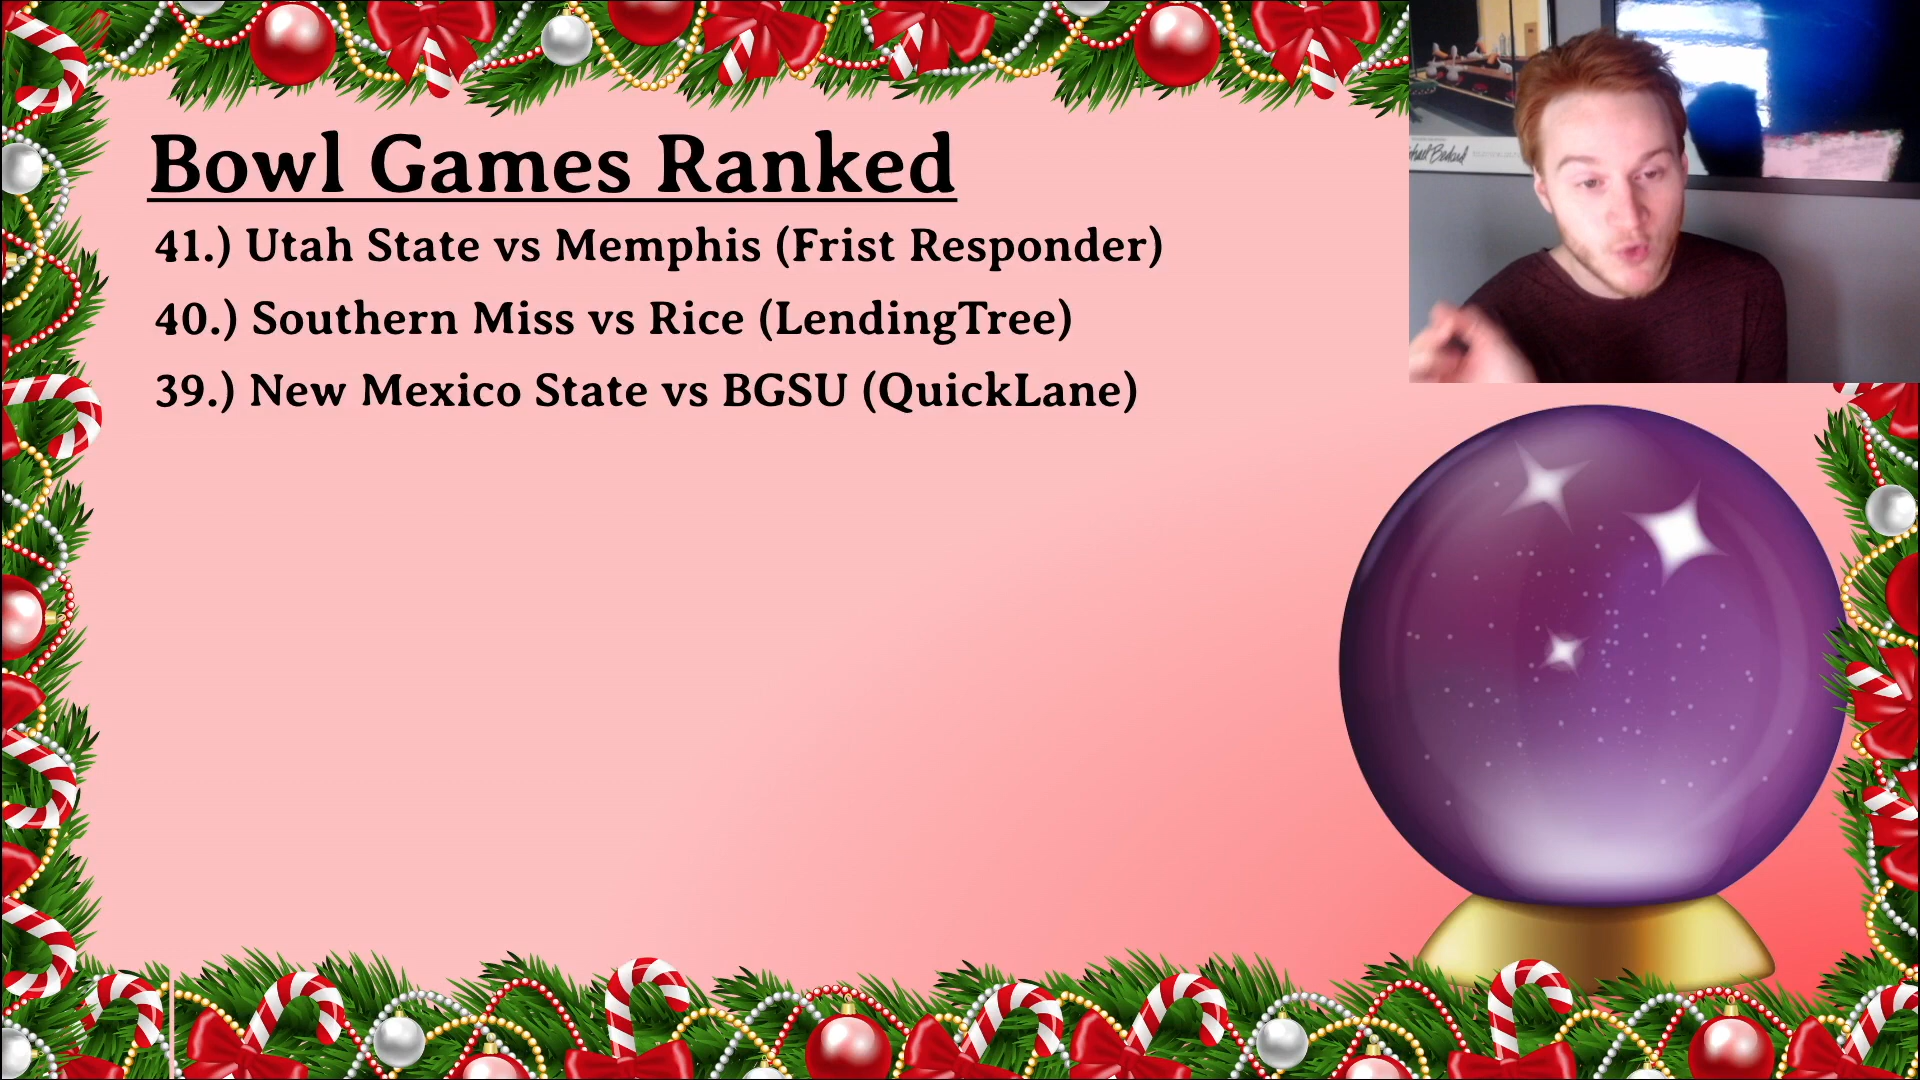 Bowl Games Ranked
41.) Utah State vs Memphis (Frist Responder)
40.) Southern Miss vs Rice (LendingTree)
39.) New Mexico State vs BGSU (QuickLane)